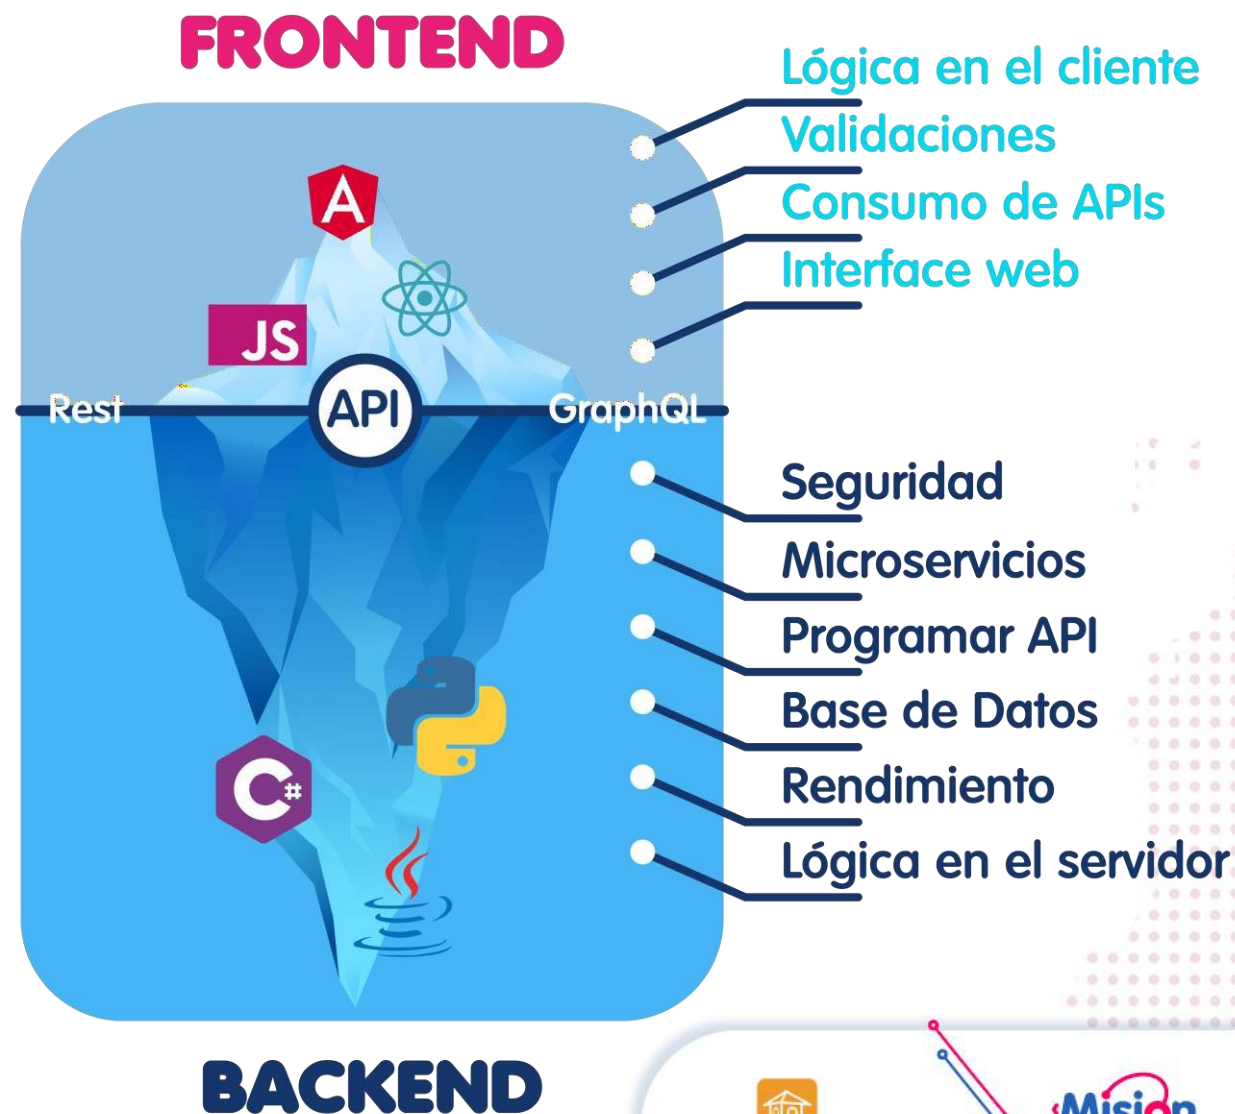 FRONTEND
Lógica en el cliente
Validaciones
Consumo de APIs
Interface web
A
JS
Rest
API
GraphQL
Seguridad
Microservicios
Programar API
Base de Datos
Rendimiento
Lógica en el servidor
C#
BACKEND
Misión